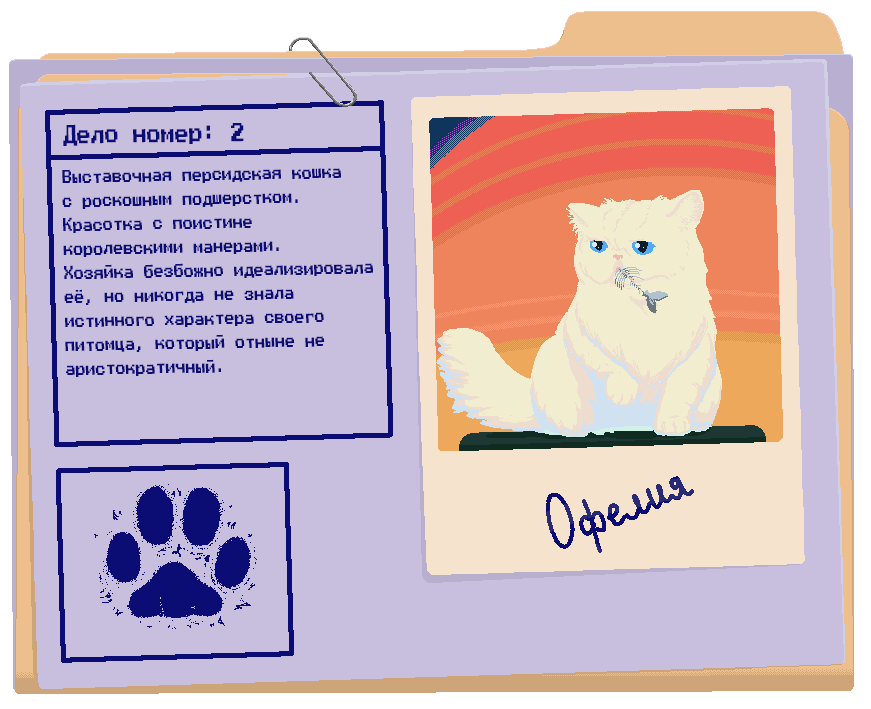 Дело номер: 2
Выставочная персидская кошка
с роскошным подшерстком.
Красотка с поистине
королевскими манерами.
Хозяйка безбожно идеализировала
её, но никогда не знала
истинного характера своего
питомца, который отныне не
аристократичный.
Офелия